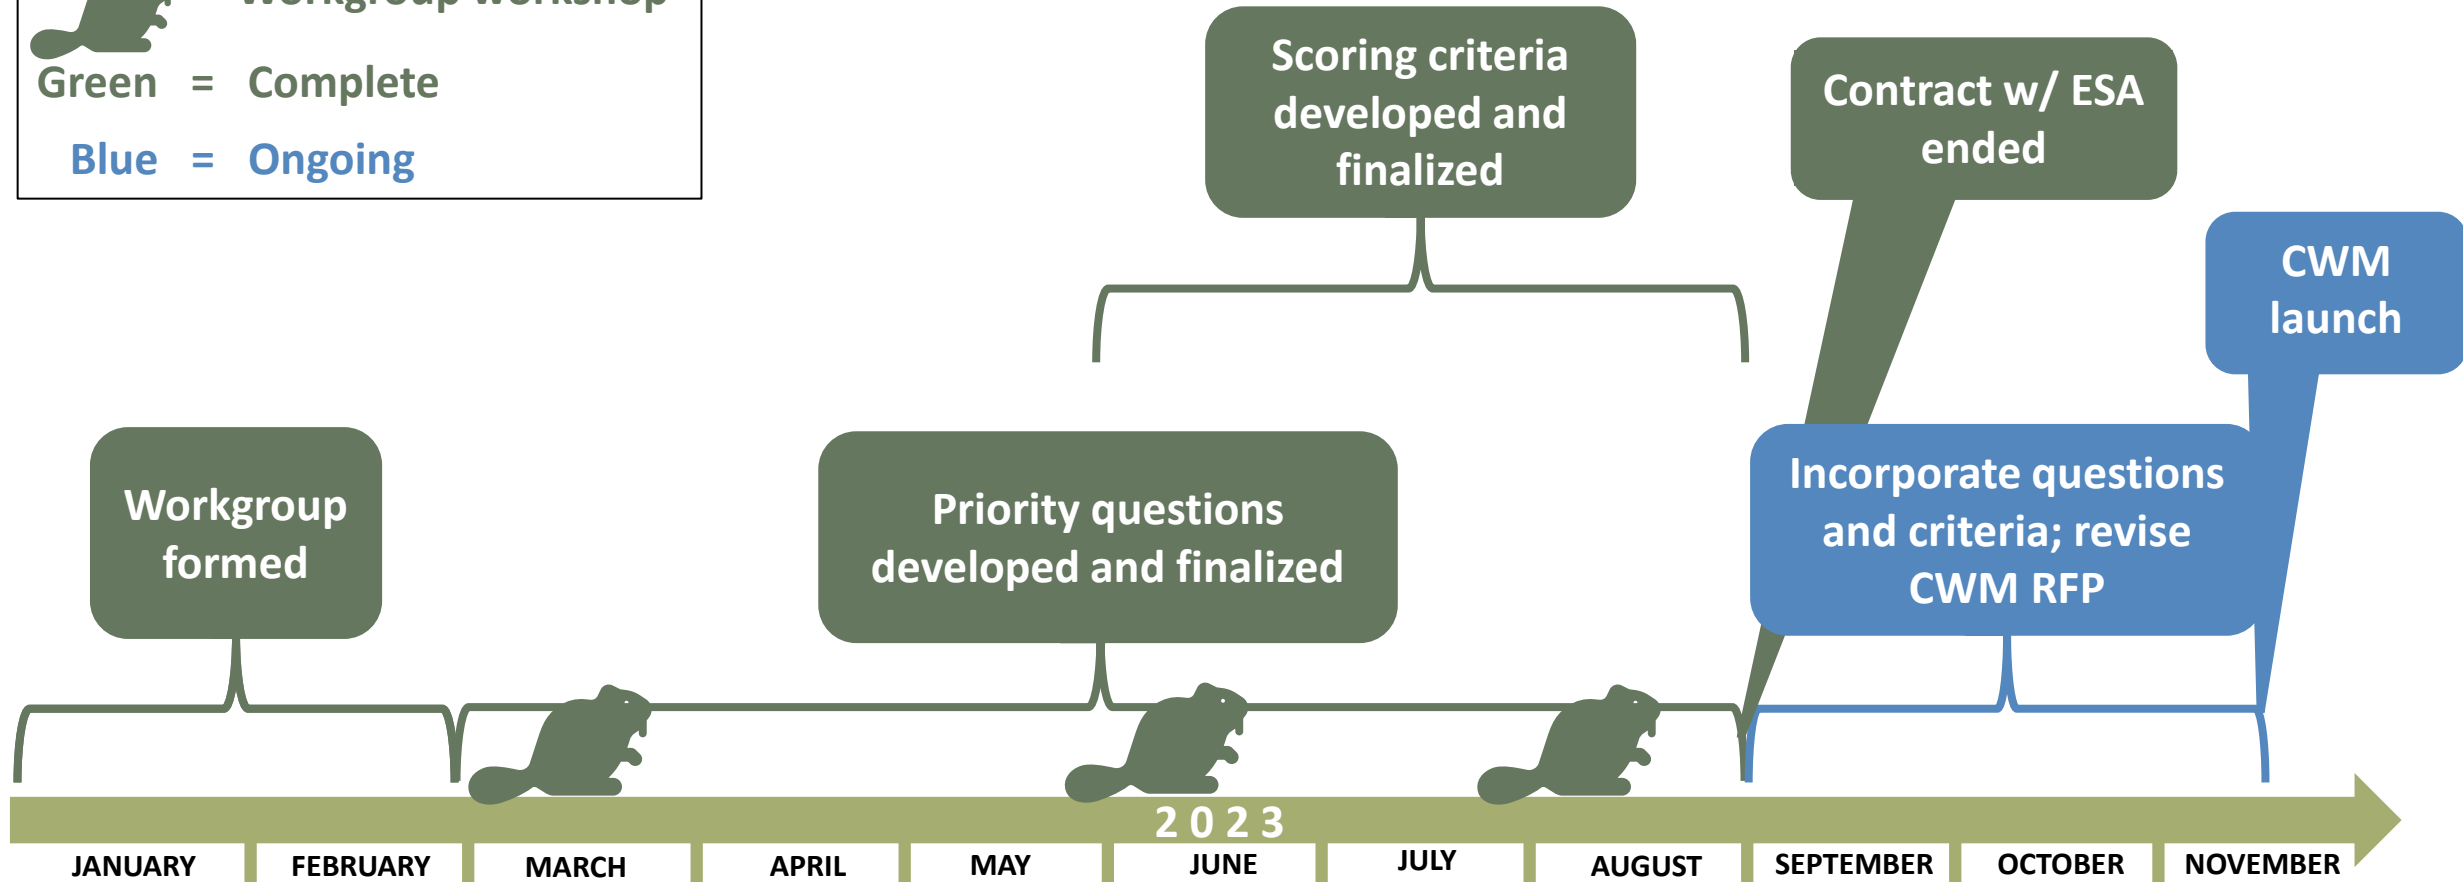 Workgroup workshop
Green = Complete
Blue = Ongoing
Scoring criteria
developed and
finalized
Contract w/ ESA
ended
CWM
launch
Workgroup
formed
Priority questions
developed and finalized
Incorporate questions
and criteria; revise
CWM RFP
2023
JANUARY FEBRUARY MARCH APRIL MAY JUNE JULY AUGUST SEPTEMBER OCTOBER NOVEMBER